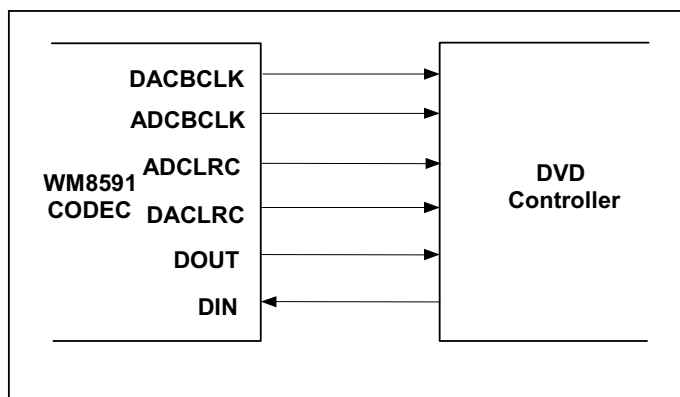 DACBCLK
ADCBCLK
ADCLRC
WM8591
CODEC
DACLRC
DOUT
DIN
DVD
Controller